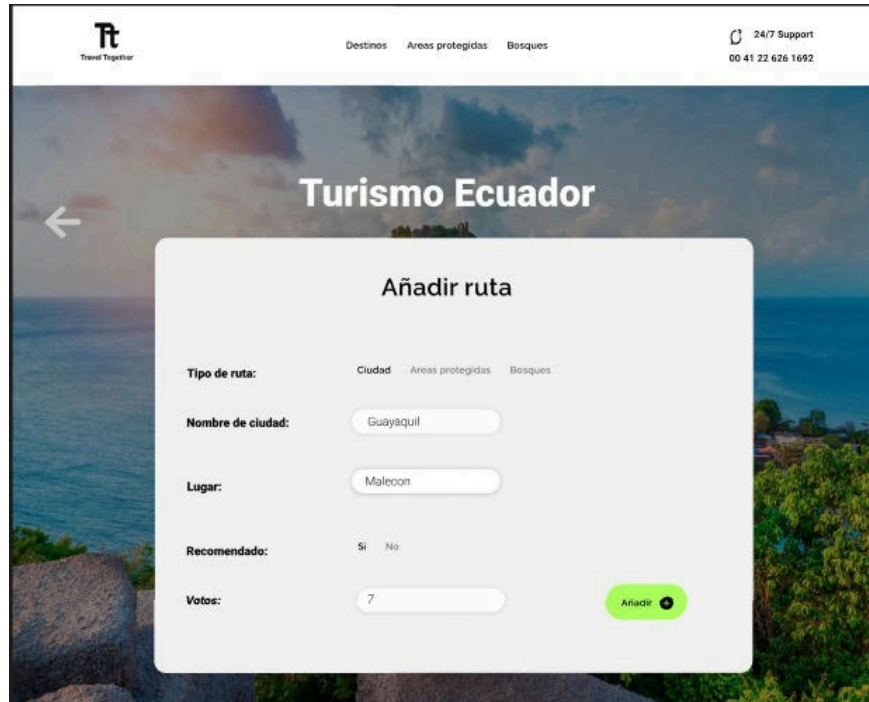 Tt
Travel Together
Destinos Areas protegidas Bosques
24/7 Support
00 41 22 626 1692
Turismo Ecuador
Añadir ruta
Tipo de ruta: Ciudad Areas protegidas Bosques
Nombre de ciudad: Guayaquil
Lugar: Malecon
Recomendado: Si No
Votos: 7
Añadir